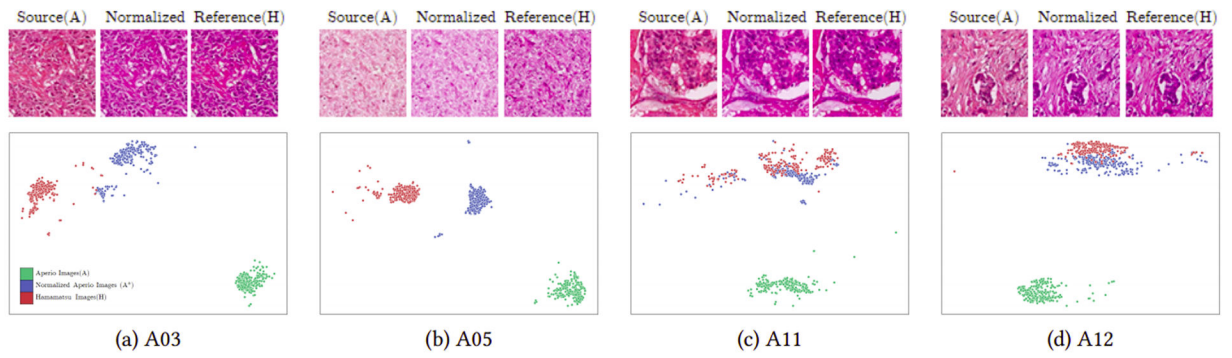 Source(A) Normalized Reference(H) Source(A) Normalized Reference(H) Source(A) Normalized Reference(H) Source(A) Normalized Reference(H)
Aperio Images(A)
Normalized Aperio Images (A*)
Hamamatsu Images(H)
(a) A03 (b) A05 (c) A11 (d) A12